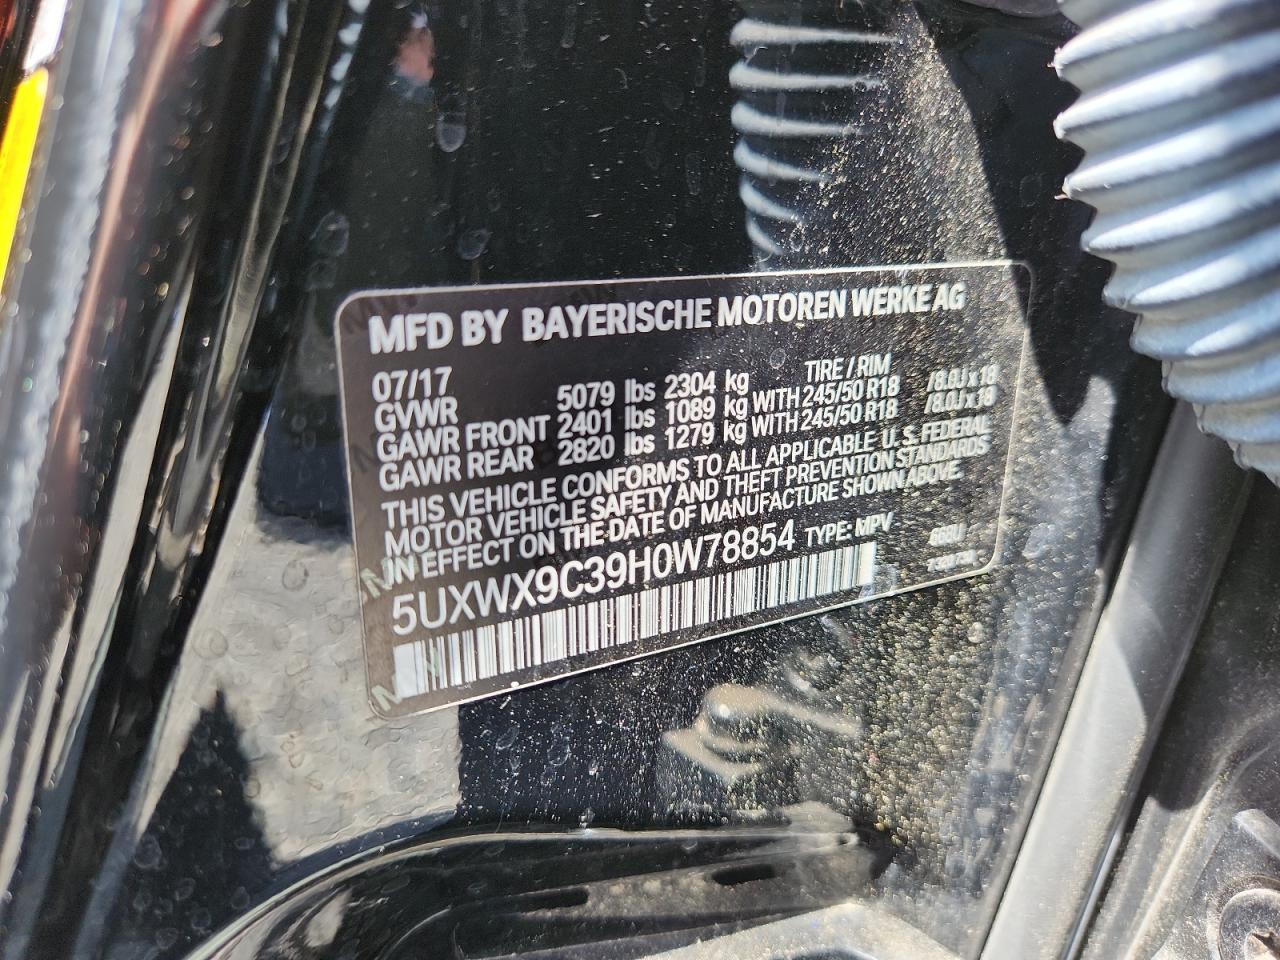 MFD BY BAYERISCHE MOTOREN WERKE AG
07/17 TIRE / RIM
GVWR 5079 lbs 2304 kg
GAWR FRONT 2401 lbs 1089 kg WITH 245/50 R18 / 8.0J x 18
GAWR REAR 2820 lbs 1279 kg WITH 245/50 R18 / 8.0J x 18
THIS VEHICLE CONFORMS TO ALL APPLICABLE U. S. FEDERAL
MOTOR VEHICLE SAFETY AND THEFT PREVENTION STANDARDS
IN EFFECT ON THE DATE OF MANUFACTURE SHOWN ABOVE.
5UXWX9C39H0W78854 TYPE: MPV